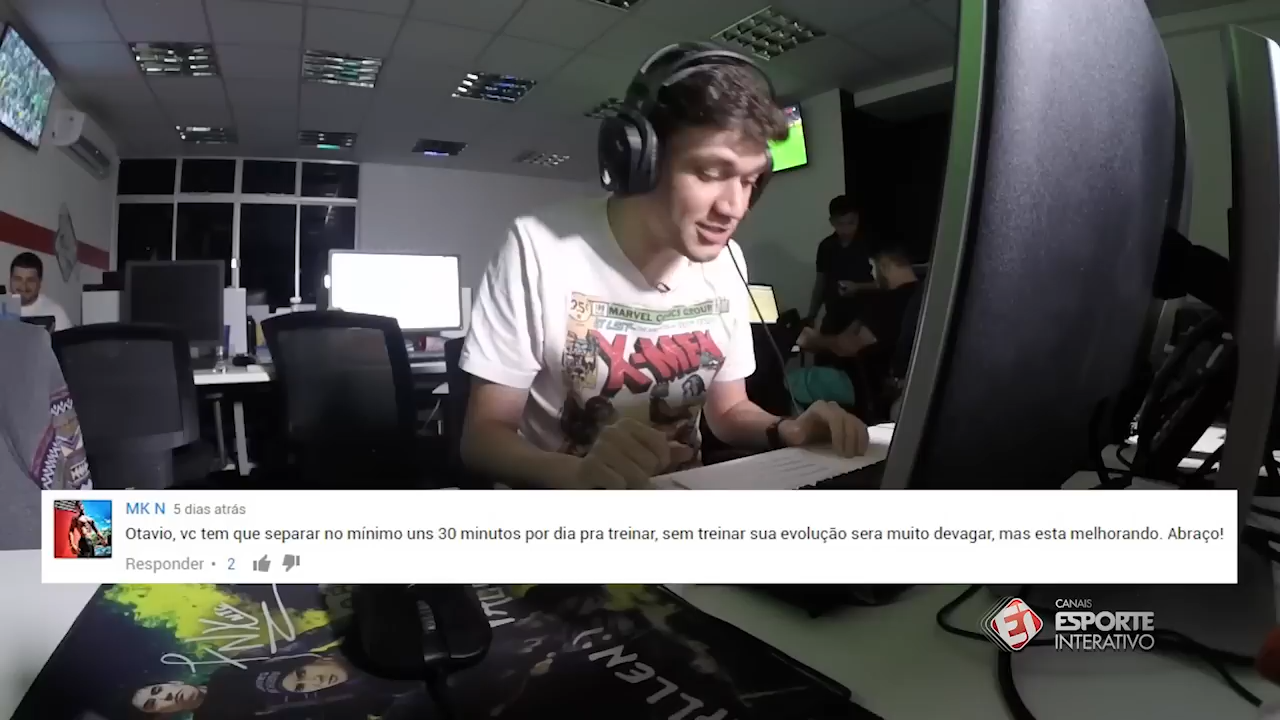 25¢
MARVEL COMICS GROUP
X-MEN
MK N 5 dias atrás
Otavio, vc tem que separar no mínimo uns 30 minutos por dia pra treinar, sem treinar sua evolução sera muito devagar, mas esta melhorando. Abraço!
Responder • 2
CANAIS
EI ESPORTE
INTERATIVO